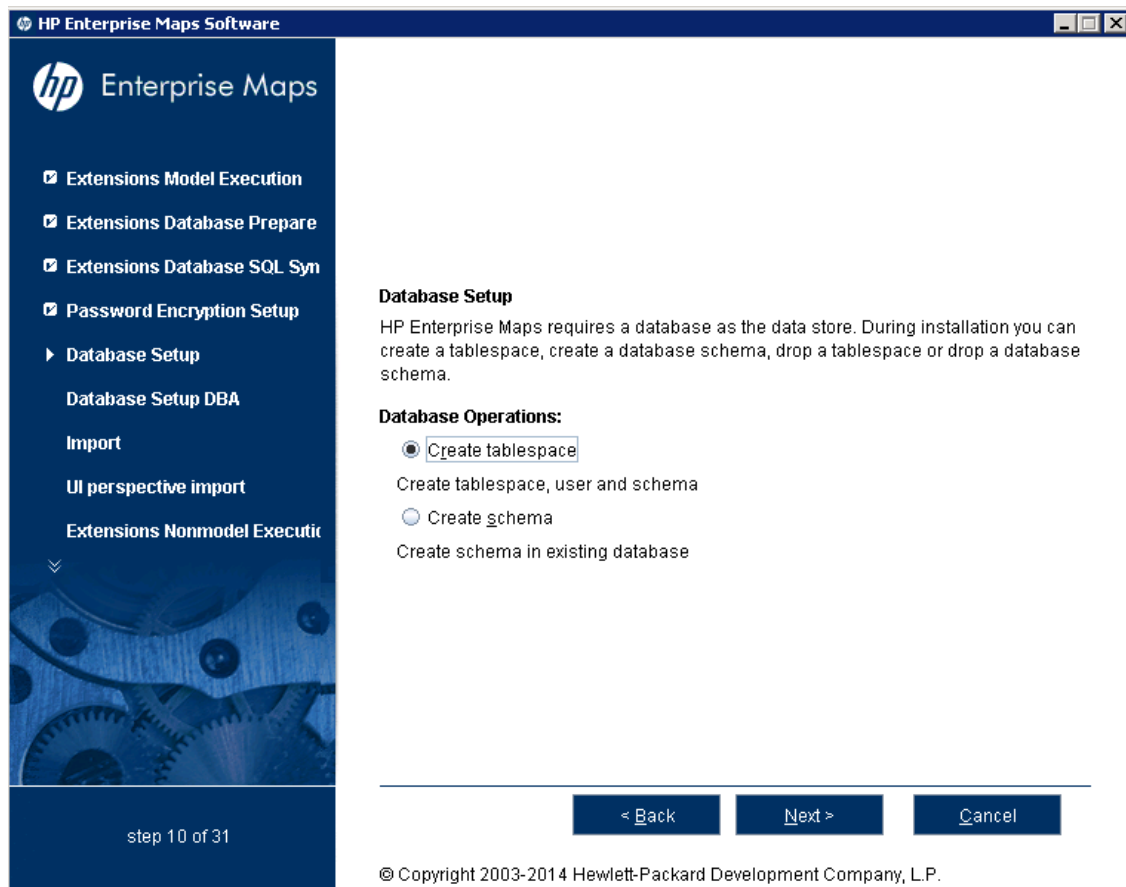 HP Enterprise Maps Software
hp Enterprise Maps
Extensions Model Execution
Extensions Database Prepare
Extensions Database SQL Syn
Password Encryption Setup
Database Setup
Database Setup DBA
Import
UI perspective import
Extensions Nonmodel Executic
step 10 of 31
Database Setup
HP Enterprise Maps requires a database as the data store. During installation you can
create a tablespace, create a database schema, drop a tablespace or drop a database
schema.
Database Operations:
Create tablespace
Create tablespace, user and schema
Create schema
Create schema in existing database
< Back
Next >
Cancel
© Copyright 2003-2014 Hewlett-Packard Development Company, L.P.